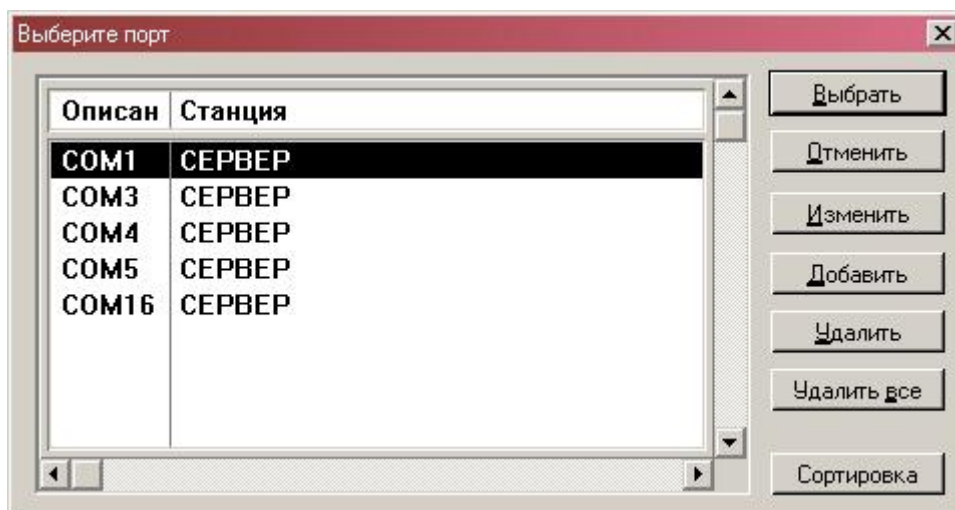 Выберите порт
Описан Станция
COM1 СЕРВЕР
COM3 СЕРВЕР
COM4 СЕРВЕР
COM5 СЕРВЕР
COM16 СЕРВЕР
Выбрать
Отменить
Изменить
Добавить
Удалить
Удалить все
Сортировка